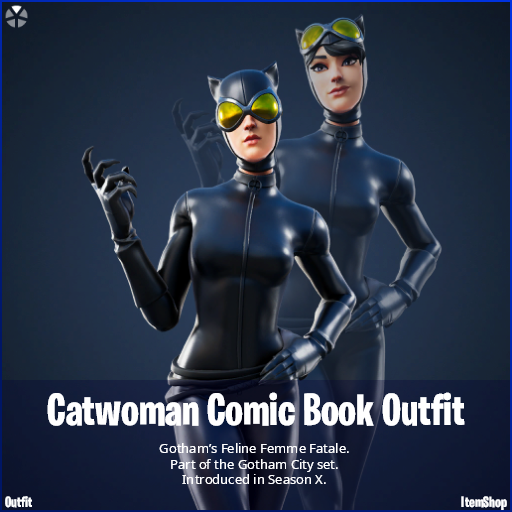 Catwoman Comic Book Outfit
Gotham's Feline Femme Fatale.
Part of the Gotham City set.
Introduced in Season X.
Outfit
ItemShop